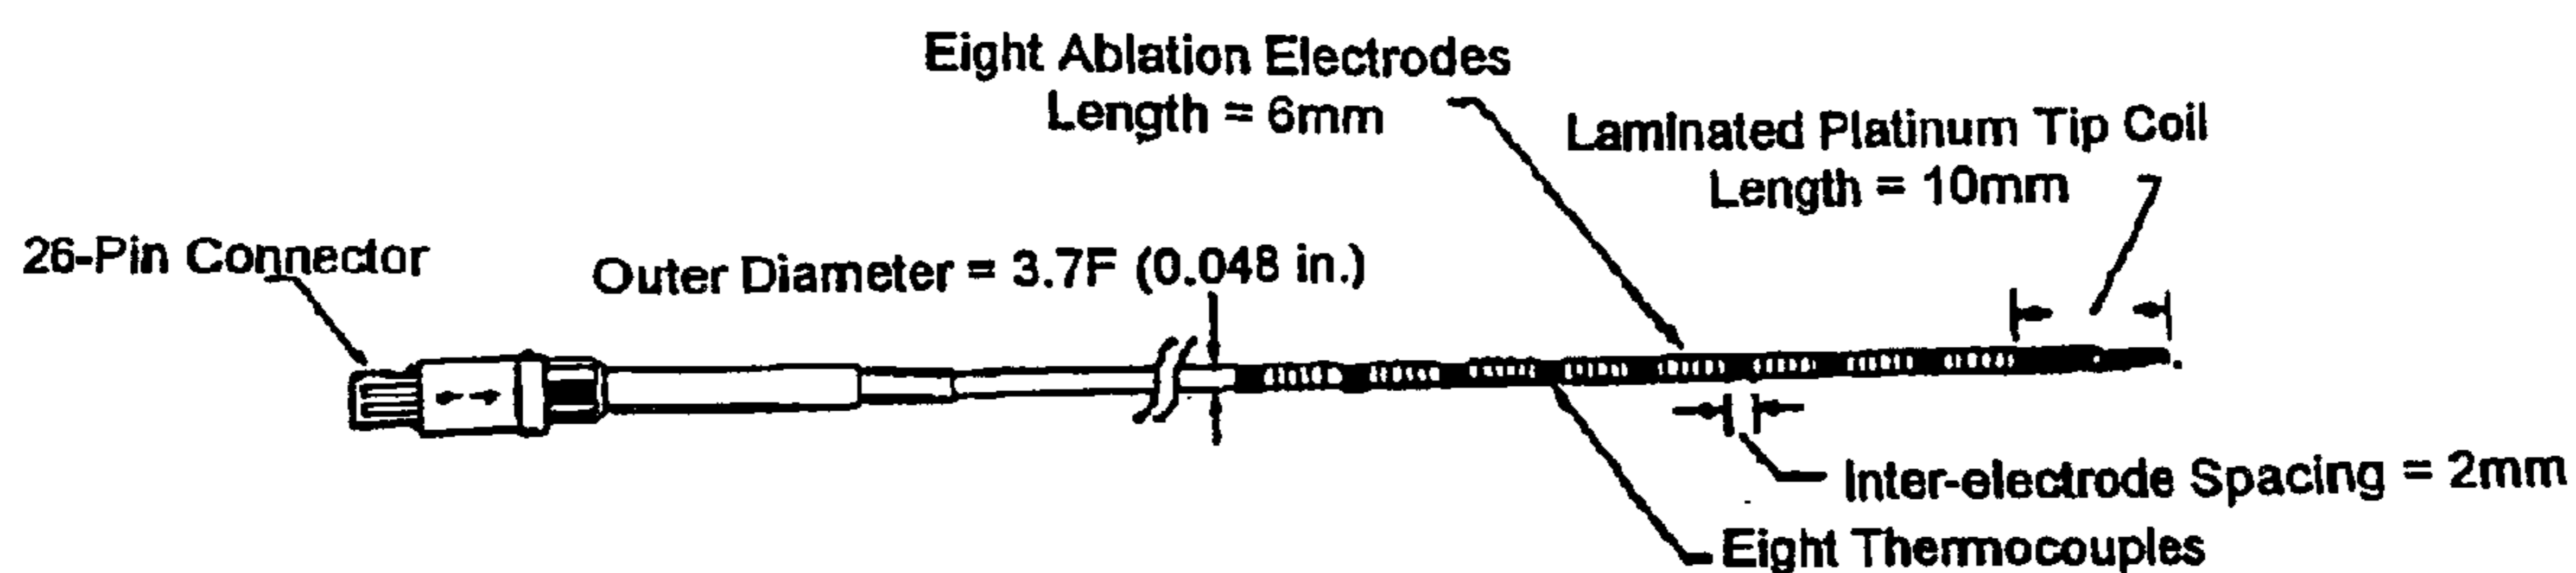 Eight Ablation Electrodes
Length = 6mm
Laminated Platinum Tip Coil
Length = 10mm
26-Pin Connector
Outer Diameter = 3.7F (0.048 in.)
Inter-electrode Spacing = 2mm
Eight Thermocouples